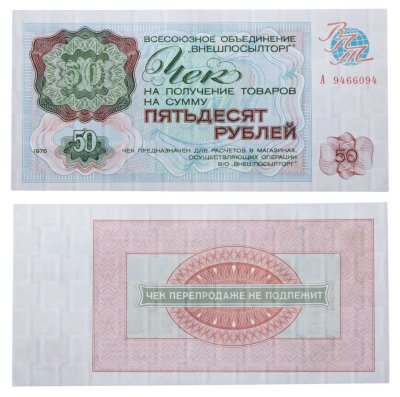 ВСЕСОЮЗНОЕ ОБЪЕДИНЕНИЕ
„ВНЕШПОСЫЛТОРГ"
Чек
НА ПОЛУЧЕНИЕ ТОВАРОВ
НА СУММУ
ПЯТЬДЕСЯТ
РУБЛЕЙ
50
ВПТ
А 9466094
50
1976
ЧЕК ПРЕДНАЗНАЧЕН ДЛЯ РАСЧЕТОВ В МАГАЗИНАХ,
ОСУЩЕСТВЛЯЮЩИХ ОПЕРАЦИИ
В/О „ВНЕШПОСЫЛТОРГ"
50
ЧЕК ПЕРЕПРОДАЖЕ НЕ ПОДЛЕЖИТ